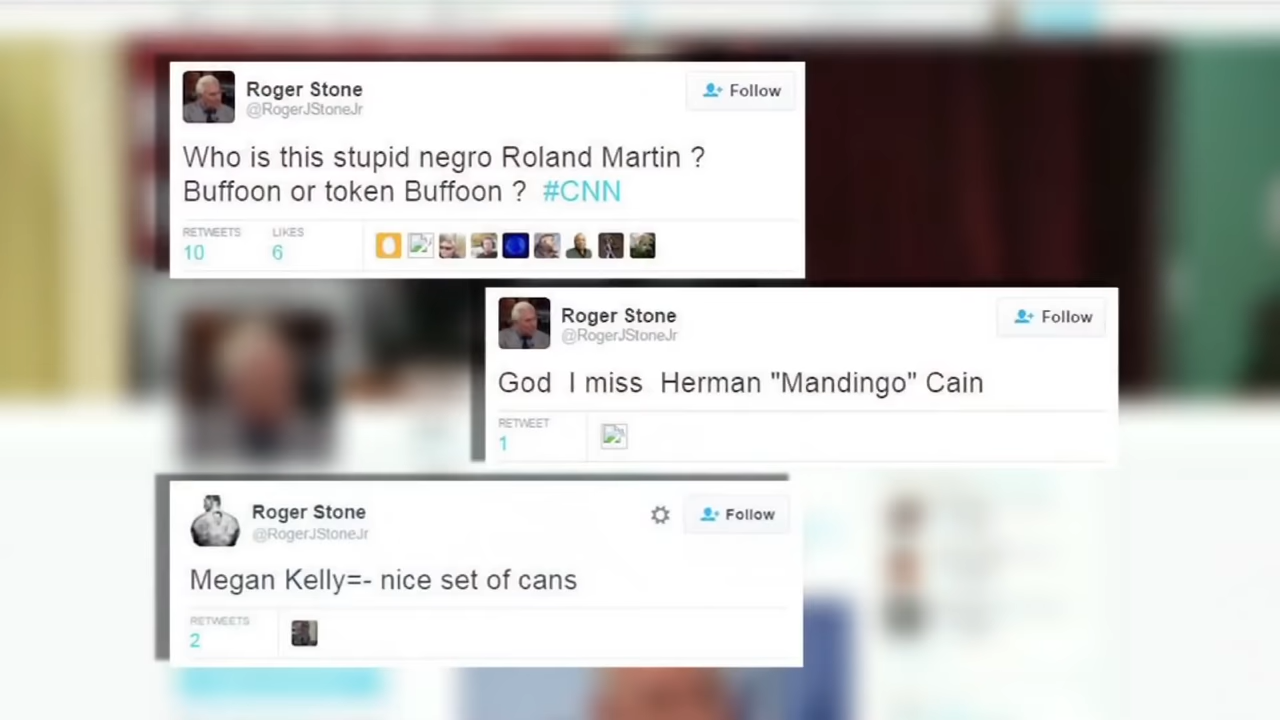 Roger Stone
@RogerJStoneJr
Follow
Who is this stupid negro Roland Martin ?
Buffoon or token Buffoon ? #CNN
RETWEETS LIKES
10 6
Roger Stone
@RogerJStoneJr
Follow
God I miss Herman "Mandingo" Cain
RETWEET
1
Roger Stone
@RogerJStoneJr
Follow
Megan Kelly=- nice set of cans
RETWEETS
2